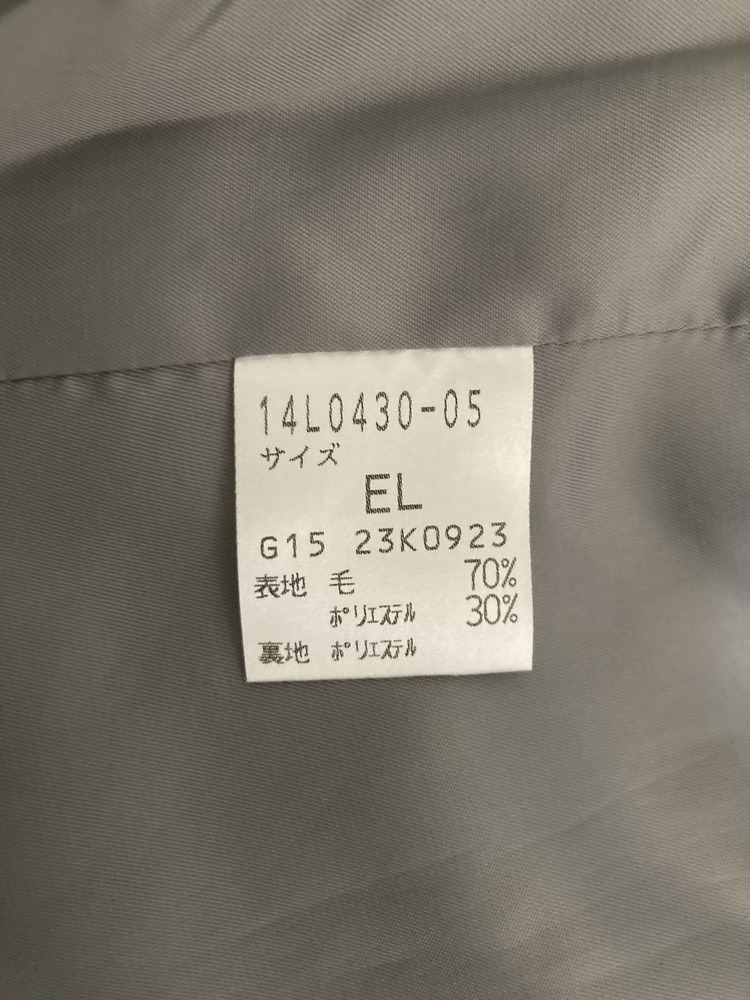 14L0430-05
サイズ
EL
G15 23K0923
表地 毛 70%
ポリエステル 30%
裏地 ポリエステル